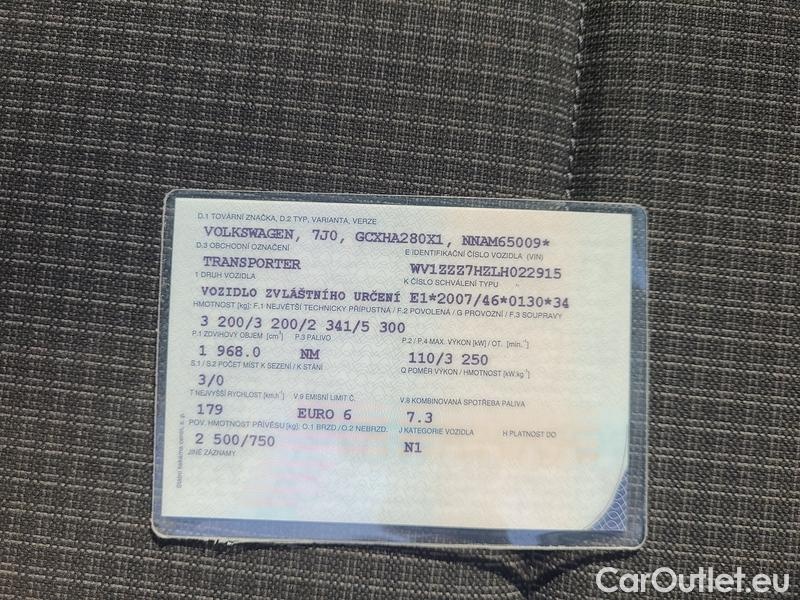 D.1 TOVÁRNÍ ZNAČKA, D.2 TYP, VARIANTA, VERZE
VOLKSWAGEN, 7J0, GCXHA280X1, NNAM65009*
D.3 OBCHODNÍ OZNAČENÍ E IDENTIFIKAČNÍ ČÍSLO VOZIDLA (VIN)
TRANSPORTER WV1ZZZ7HZLH022915
1 DRUH VOZIDLA K ČÍSLO SCHVÁLENÍ TYPU
VOZIDLO ZVLÁŠTNÍHO URČENÍ E1*2007/46*0130*34
HMOTNOST [kg]: F.1 NEJVĚTŠÍ TECHNICKY PŘÍPUSTNÁ / F.2 POVOLENÁ / G PROVOZNÍ / F.3 SOUPRAVY
3 200/3 200/2 341/5 300
P.1 ZDVIHOVÝ OBJEM [cm³] P.3 PALIVO P.2 / P.4 MAX. VÝKON [kW] / OT. [min.⁻¹]
1 968.0 NM 110/3 250
S.1 / S.2 POČET MÍST K SEZENÍ / K STÁNÍ Q POMĚR VÝKON / HMOTNOST [kW.kg⁻¹]
3/0
T NEJVYŠŠÍ RYCHLOST [km.h⁻¹] V.9 EMISNÍ LIMIT Č. V.8 KOMBINOVANÁ SPOTŘEBA PALIVA
179 EURO 6 7.3
POV. HMOTNOST PŘÍVĚSU [kg]: O.1 BRZD./O.2 NEBRZD. J KATEGORIE VOZIDLA H PLATNOST DO
2 500/750 N1
JINÉ ZÁZNAMY
Státní tiskárna cenin, s. p.
CarOutlet.eu